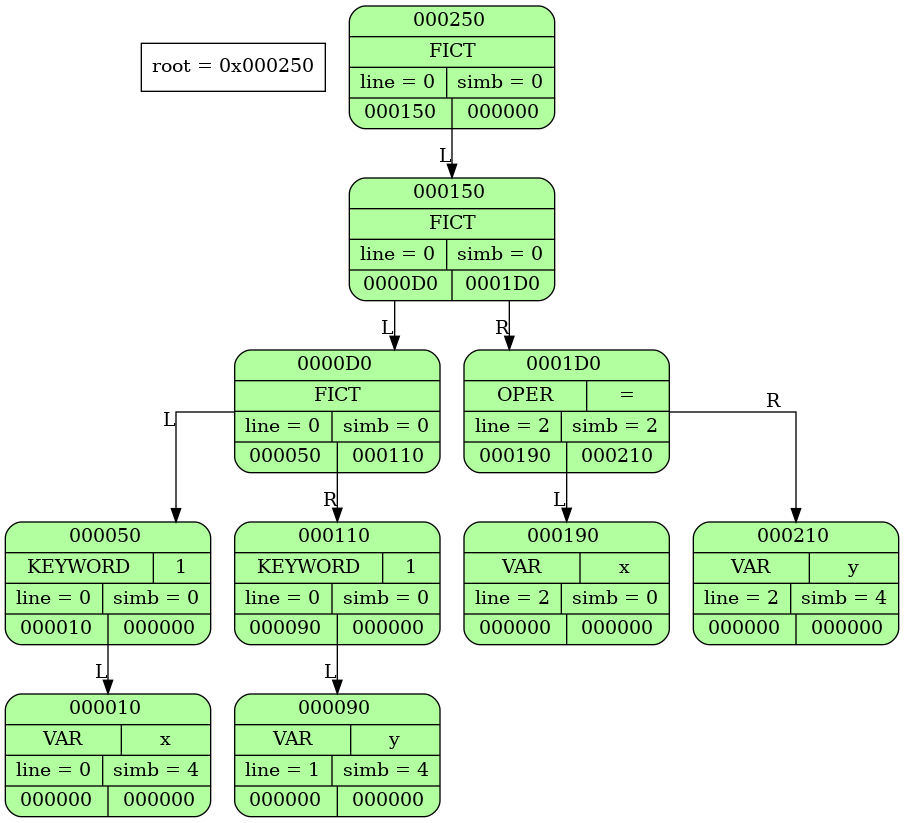 000250
root = 0x000250
FICT
line = 0 simb = 0
000150 000000
L
000150
FICT
line = 0 simb = 0
0000D0 0001D0
L R
0000D0 0001D0
FICT OPER =
line = 0 simb = 0 line = 2 simb = 2
000050 000110 000190 210
L R L R
000050 000110 000190 000210
KEYWORD 1 KEYWORD 1 VAR x VAR y
line = 0 simb = 0 line = 0 simb = 0 line = 2 simb = 0 line = 2 simb = 4
000010 000000 000090 000000 000000 000000 000000 000000
L L
000010 000090
VAR x VAR y
line = 0 simb = 4 line = 1 simb = 4
000000 000000 000000 000000